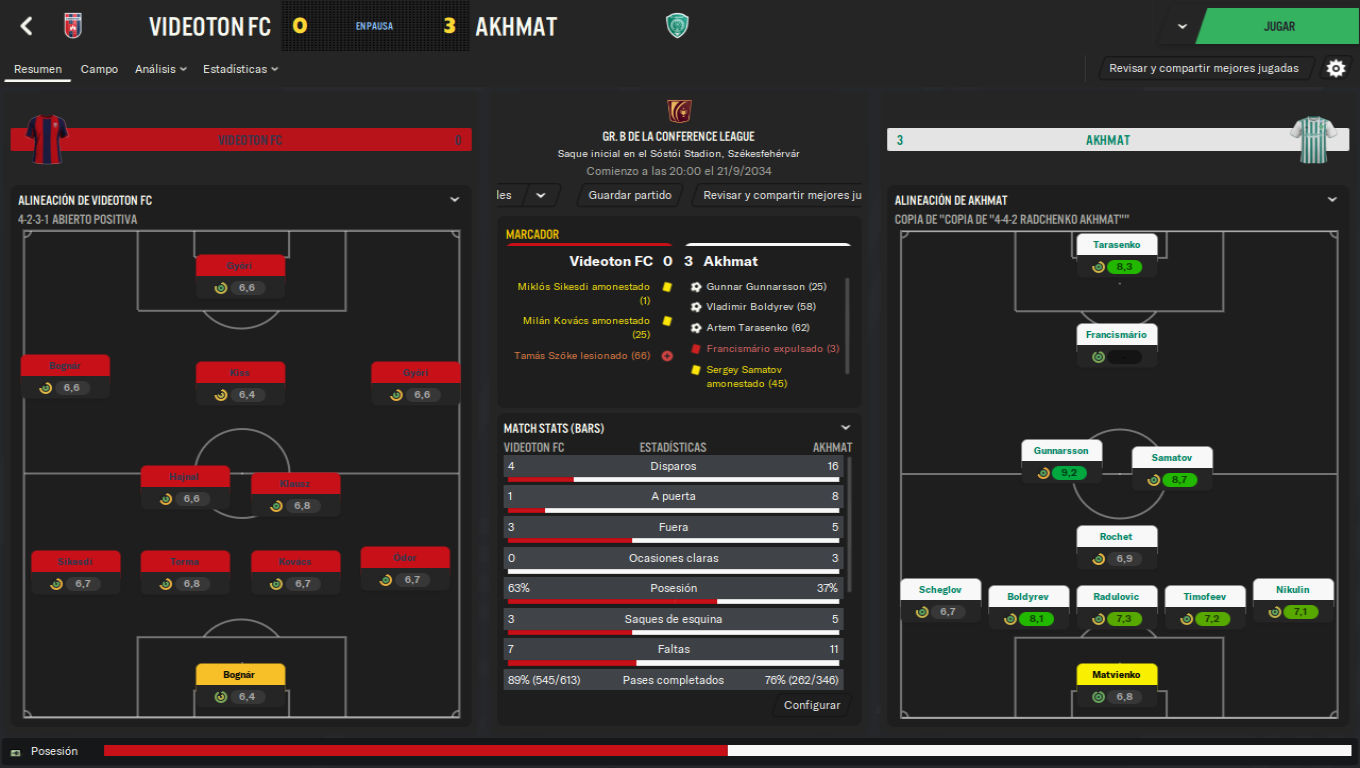 VIDEOTON FC
0
EN PAUSA
3
AKHMAT
JUGAR
Resumen
Campo
Análisis
Estadísticas
Revisar y compartir mejores jugadas
VIDEOTON FC
0
GR. B DE LA CONFERENCE LEAGUE
Saque inicial en el Sóstói Stadion, Székesfehérvár
Comienzo a las 20:00 el 21/9/2034
les
Guardar partido
Revisar y compartir mejores ju
3
AKHMAT
ALINEACIÓN DE VIDEOTON FC
4-2-3-1 ABIERTO POSITIVA
Győri
6,6
Bognár
6,6
Kiss
6,4
Győri
6,6
Hajnal
6,6
Klausz
6,8
Sikesdi
6,7
Torma
6,8
Kovács
6,7
Ódor
6,7
Bognár
6,4
MARCADOR
Videoton FC 0 3 Akhmat
Miklós Sikesdi amonestado
(1)
Milán Kovács amonestado
(25)
Tamás Szőke lesionado (66)
Gunnar Gunnarsson (25)
Vladimir Boldyrev (58)
Artem Tarasenko (62)
Francismário expulsado (3)
Sergey Samatov
amonestado (45)
MATCH STATS (BARS)
VIDEOTON FC ESTADÍSTICAS AKHMAT
4 Disparos 16
1 A puerta 8
3 Fuera 5
0 Ocasiones claras 3
63% Posesión 37%
3 Saques de esquina 5
7 Faltas 11
89% (545/613) Pases completados 76% (262/346)
Configurar
ALINEACIÓN DE AKHMAT
COPIA DE "COPIA DE "4-4-2 RADCHENKO AKHMAT""
Tarasenko
8,3
Francismário
-
Gunnarsson
9,2
Samatov
8,7
Rochet
6,9
Scheglov
6,7
Boldyrev
8,1
Radulovic
7,3
Timofeev
7,2
Nikulin
7,1
Matvienko
6,8
Posesión